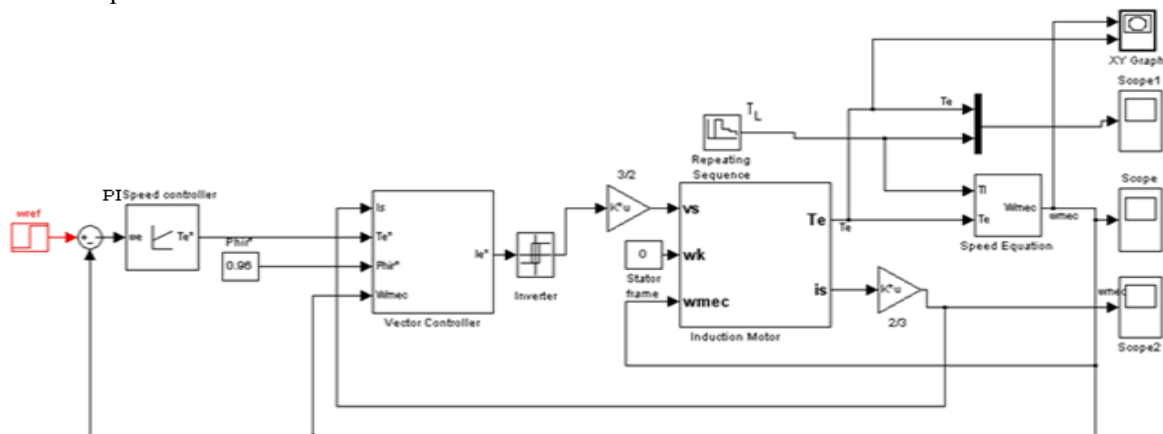 XY Graph
Scope1
Te
TL
Repeating
Sequence
3/2
PI Speed controller
wref
we
Te*
Phir*
0.96
Is
Te*
Phir*
Wmec
Ie*
Vector Controller
Inverter
K*u
vs
Te
wk
is
wmec
0
Stator
frame
Induction Motor
Te
Tl
Te
Wmec
wmec
Speed Equation
Scope
K*u
2/3
wmec
Scope2